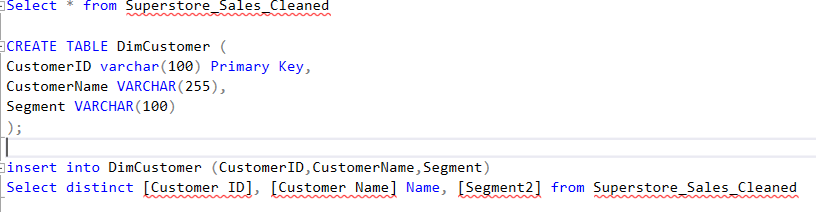 Select * from Superstore_Sales_Cleaned
CREATE TABLE DimCustomer (
CustomerID varchar(100) Primary Key,
CustomerName VARCHAR(255),
Segment VARCHAR(100)
);
insert into DimCustomer (CustomerID,CustomerName,Segment)
Select distinct [Customer ID], [Customer Name] Name, [Segment2] from Superstore_Sales_Cleaned